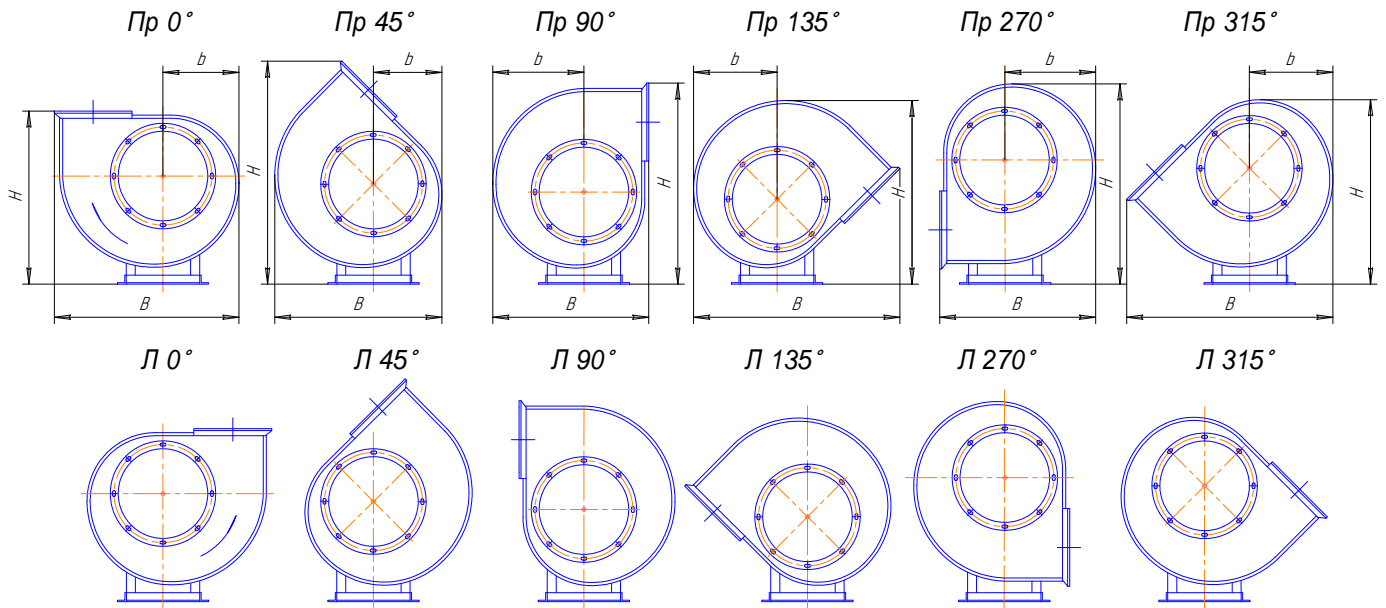 Пр 0° Пр 45° Пр 90° Пр 135° Пр 270° Пр 315°
b b b b b b
H H H H H H
B B B B B B
Л 0° Л 45° Л 90° Л 135° Л 270° Л 315°